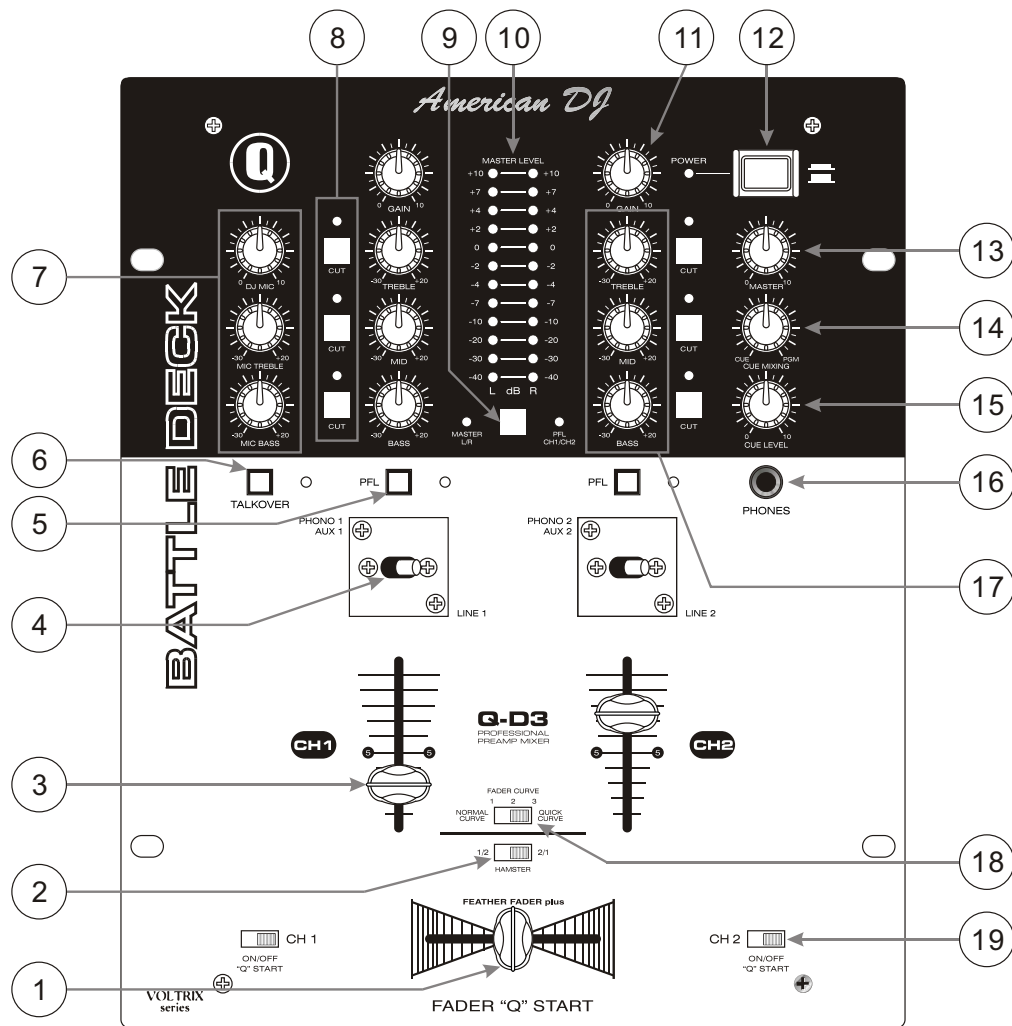 8 9 10 11 12
American DJ
Q
MASTER LEVEL
POWER
+10 +10
+7 +7
+4 +4
+2 +2
0 0
-2 -2
-4 -4
-7 -7
-10 -10
-20 -20
-30 -30
-40 -40
L dB R
0 10
GAIN
0 10
GAIN
7
0 10
DJ MIC
CUT
-30 +20
TREBLE
-30 +20
TREBLE
CUT
0 10
MASTER
13
-30 +20
MIC TREBLE
CUT
-30 +20
MID
-30 +20
MID
CUT
CUE PGM
CUE MIXING
14
-30 +20
MIC BASS
CUT
-30 +20
BASS
MASTER
L/R
PFL
CH1/CH2
-30 +20
BASS
CUT
0 10
CUE LEVEL
15
BATTLE DECK
6
TALKOVER
5
PFL
PFL
PHONES
16
PHONO 1
AUX 1
LINE 1
PHONO 2
AUX 2
LINE 2
4
17
CH1
5 5
Q-D3
PROFESSIONAL
PREAMP MIXER
5 5
CH2
3
FADER CURVE
1 2 3
NORMAL
CURVE
QUICK
CURVE
18
2
1/2 2/1
HAMSTER
FEATHER FADER plus
CH 1
ON/OFF
"Q" START
CH 2
ON/OFF
"Q" START
19
1
VOLTRIX
series
FADER "Q" START